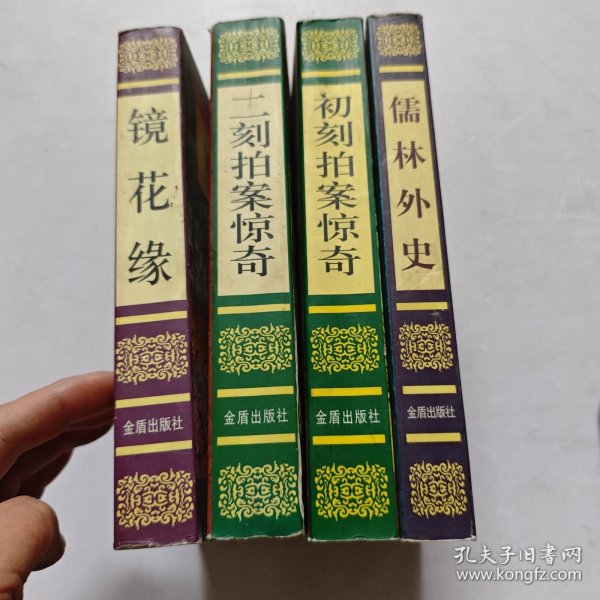 镜花缘
金盾出版社
二刻拍案惊奇
金盾出版社
初刻拍案惊奇
金盾出版社
儒林外史
金盾出版社
孔夫子旧书网
www.kongfz.com